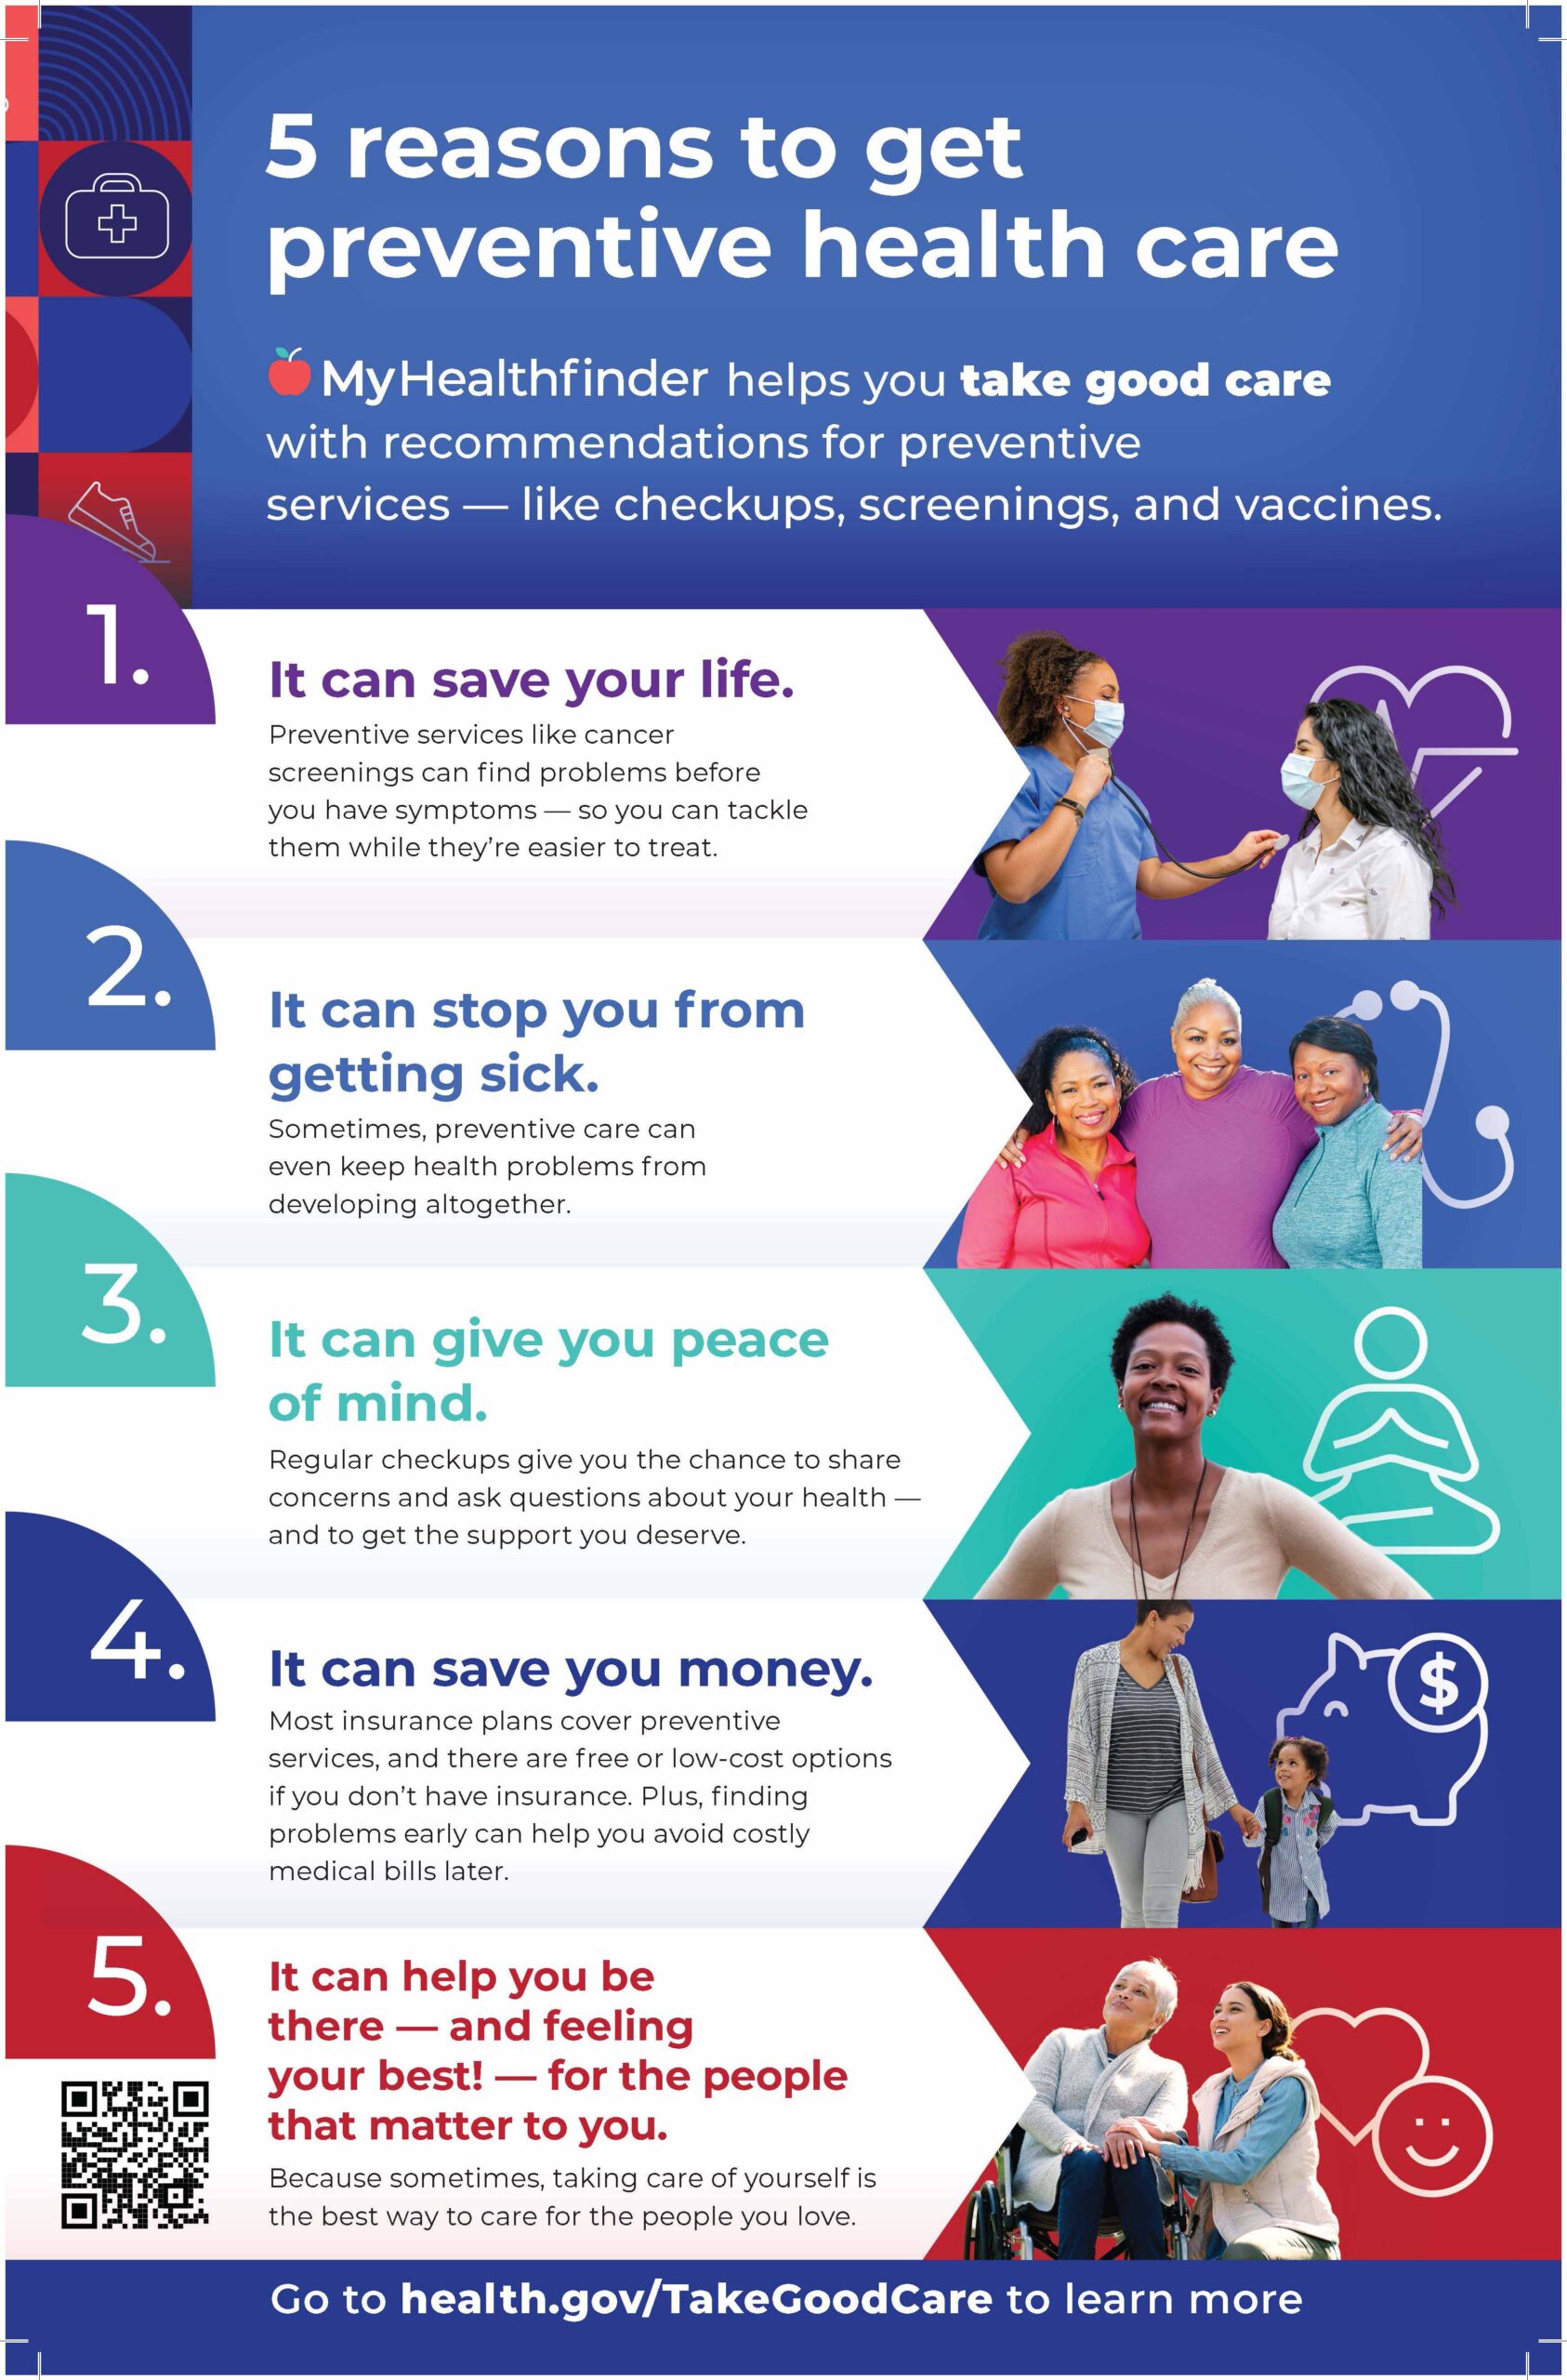 5 reasons to get
preventive health care
MyHealthfinder helps you take good care
with recommendations for preventive
services — like checkups, screenings, and vaccines.
1.
It can save your life.
Preventive services like cancer
screenings can find problems before
you have symptoms — so you can tackle
them while they’re easier to treat.
2.
It can stop you from
getting sick.
Sometimes, preventive care can
even keep health problems from
developing altogether.
3.
It can give you peace
of mind.
Regular checkups give you the chance to share
concerns and ask questions about your health —
and to get the support you deserve.
4.
It can save you money.
Most insurance plans cover preventive
services, and there are free or low-cost options
if you don’t have insurance. Plus, finding
problems early can help you avoid costly
medical bills later.
$
5.
It can help you be
there — and feeling
your best! — for the people
that matter to you.
Because sometimes, taking care of yourself is
the best way to care for the people you love.
Go to health.gov/TakeGoodCare to learn more